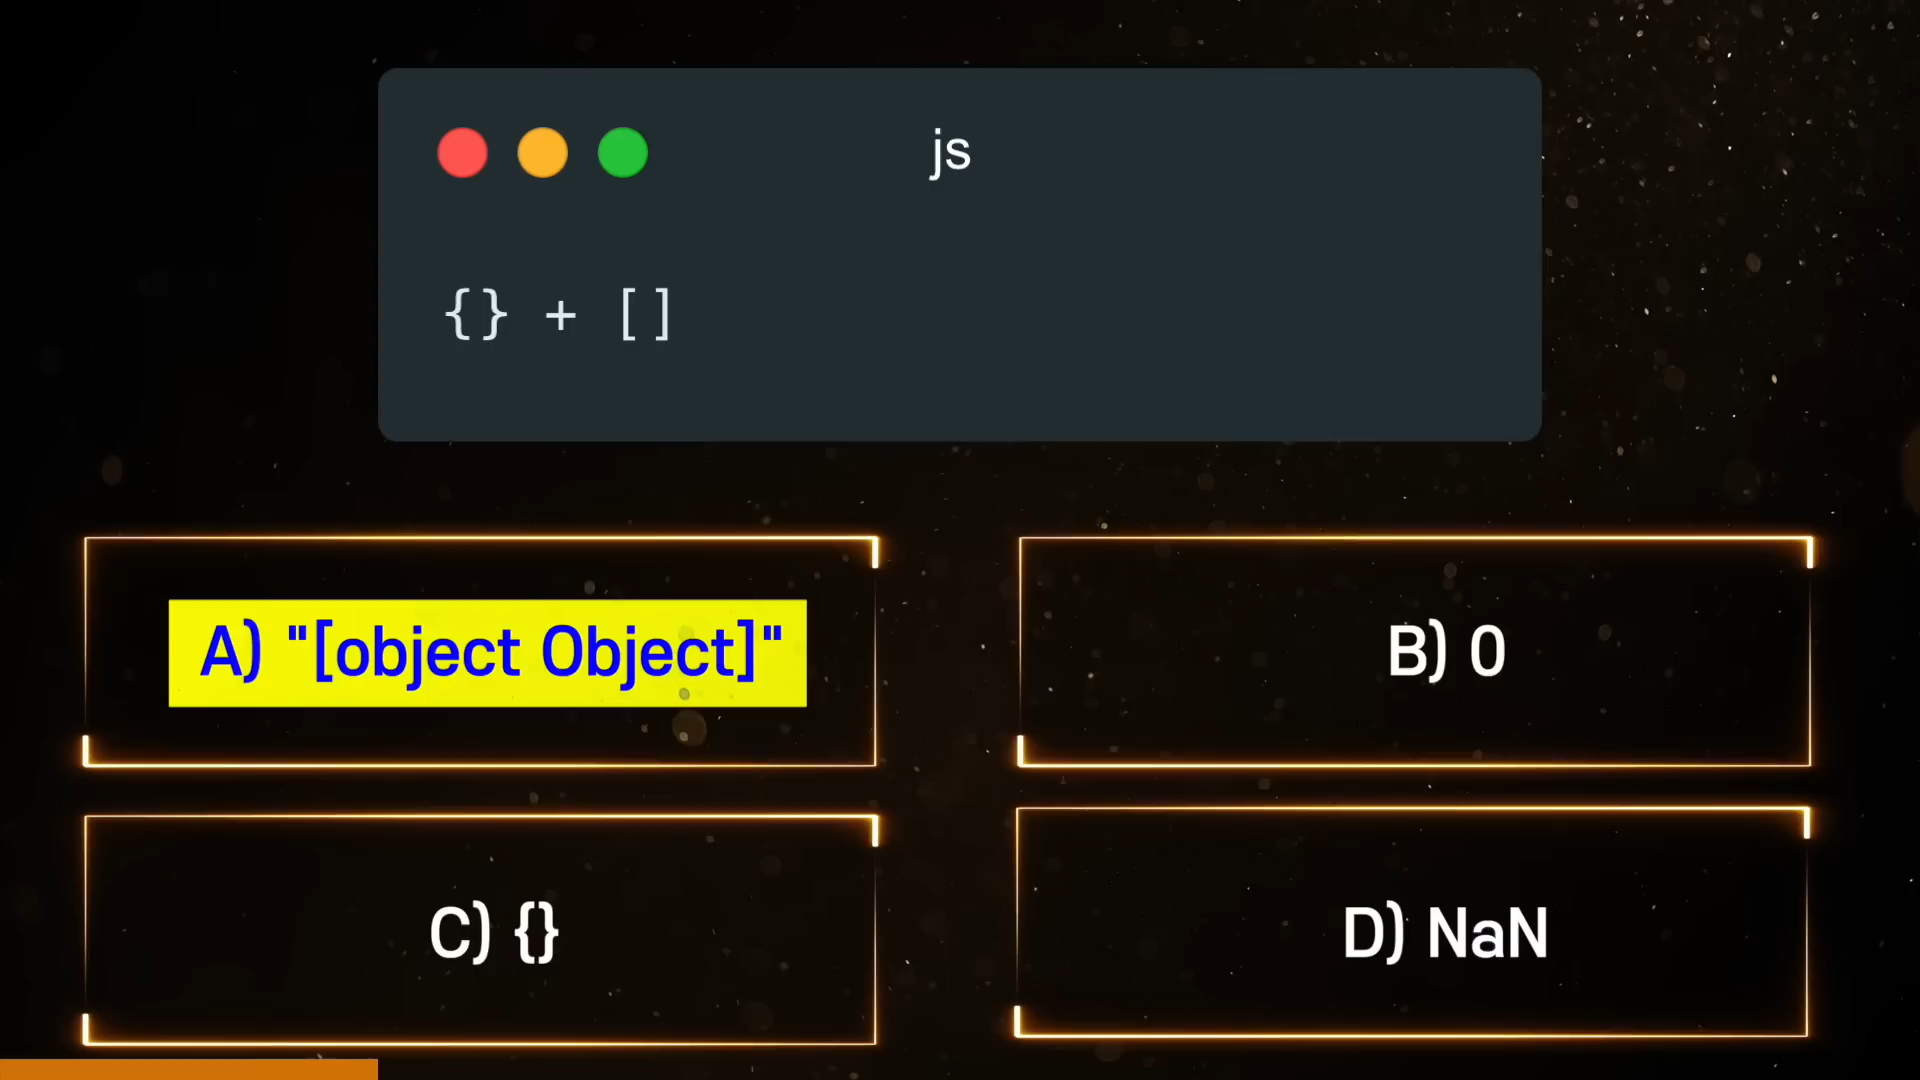 js
{} + []
A) "[object Object]"
B) 0
C) {}
D) NaN